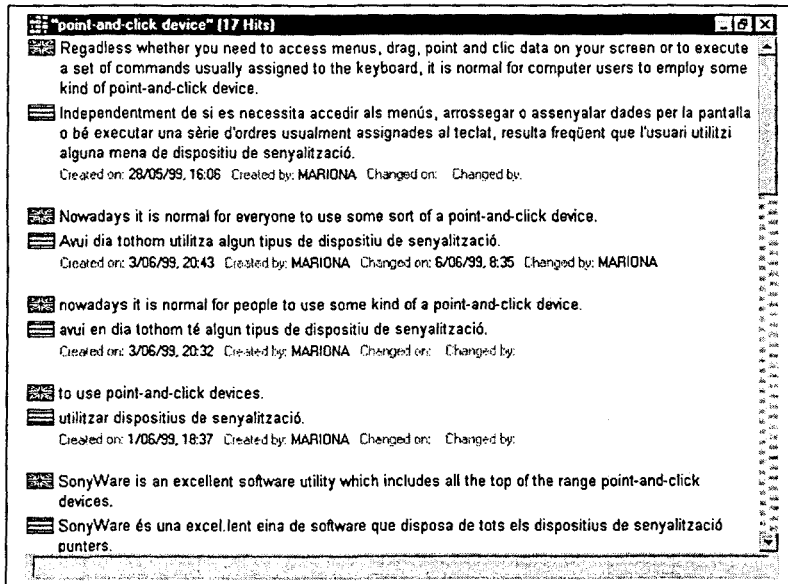 "point-and-click device" (17 Hits)
Regadless whether you need to access menus, drag, point and clic data on your screen or to execute
a set of commands usually assigned to the keyboard, it is normal for computer users to employ some
kind of point-and-click device.
Independentment de si es necessita accedir als menús, arrossegar o assenyalar dades per la pantalla
o bé executar una sèrie d'ordres usualment assignades al teclat, resulta freqüent que l'usuari utilitzi
alguna mena de dispositiu de senyalització.
Created on: 28/05/99, 16:06 Created by: MARIONA Changed on: Changed by:
Nowadays it is normal for everyone to use some sort of a point-and-click device.
Avui dia tothom utilitza algun tipus de dispositiu de senyalització.
Created on: 3/06/99, 20:43 Created by: MARIONA Changed on: 6/06/99, 8:35 Changed by: MARIONA
nowadays it is normal for people to use some kind of a point-and-click device.
avui en dia tothom té algun tipus de dispositiu de senyalització.
Created on: 3/06/99, 20:32 Created by: MARIONA Changed on: Changed by:
to use point-and-click devices.
utilitzar dispositius de senyalització.
Created on: 1/06/99, 18:37 Created by: MARIONA Changed on: Changed by:
SonyWare is an excellent software utility which includes all the top of the range point-and-click
devices.
SonyWare és una excel.lent eina de software que disposa de tots els dispositius de senyalització
punters.